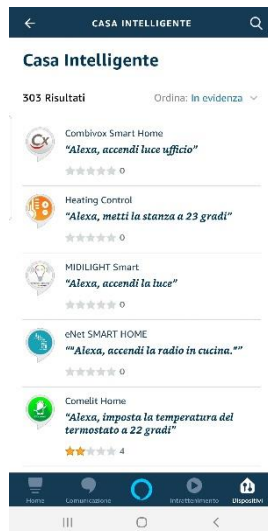 CASA INTELLIGENTE
Casa Intelligente
303 Risultati Ordina: In evidenza
Combivox Smart Home
"Alexa, accendi luce ufficio"
0
Heating Control
"Alexa, metti la stanza a 23 gradi"
0
MIDILIGHT Smart
"Alexa, accendi la luce"
0
eNet SMART HOME
""Alexa, accendi la radio in cucina.""
0
Comelit Home
"Alexa, imposta la temperatura del
termostato a 22 gradi"
4
Home Comunicazione Intrattenimento Dispositivi